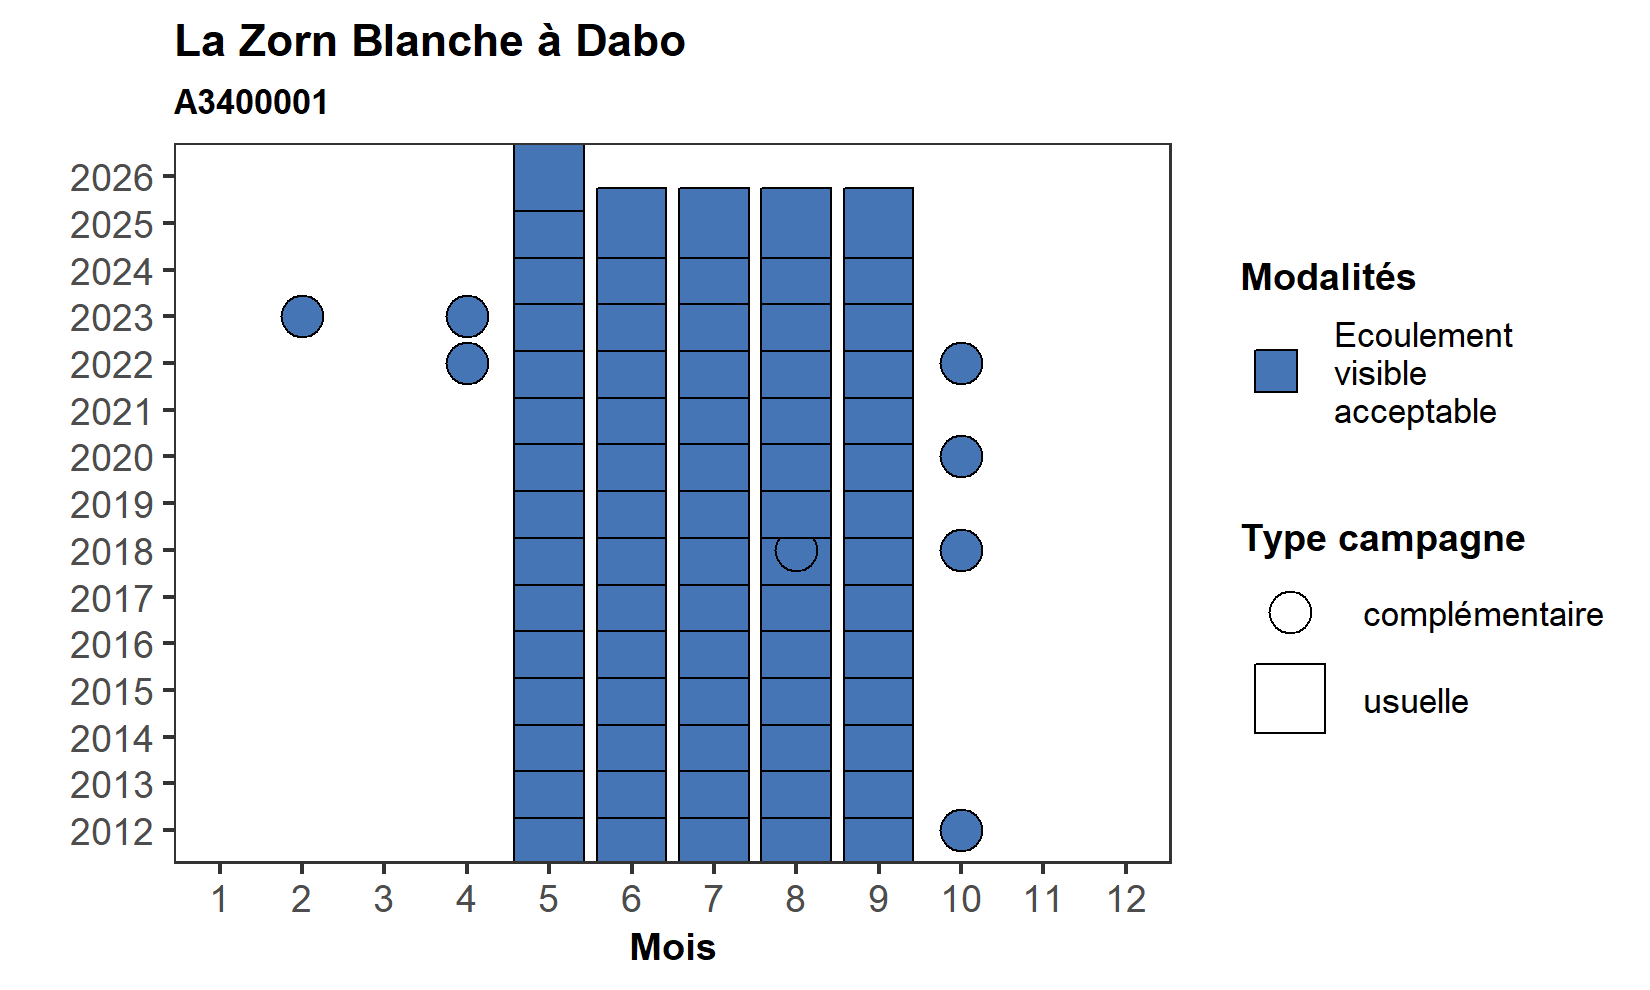 La Zorn Blanche à Dabo
A3400001
2026
2025
2024
2023
2022
2021
2020
2019
2018
2017
2016
2015
2014
2013
2012
1 2 3 4 5 6 7 8 9 10 11 12
Mois
Modalités
Ecoulement
visible
acceptable
Type campagne
complémentaire
usuelle